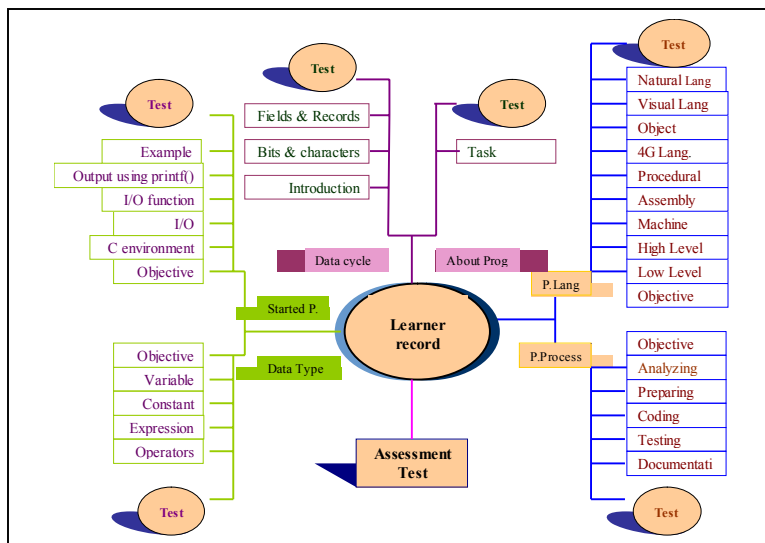 Test
Example
Output using printf()
I/O function
I/O
C environment
Objective
Started P.
Test
Fields & Records
Bits & characters
Introduction
Data cycle
Test
Task
About Prog
Test
Natural Lang
Visual Lang
Object
4G Lang.
Procedural
Assembly
Machine
High Level
Low Level
Objective
P.Lang
Learner
record
Data Type
Objective
Variable
Constant
Expression
Operators
Test
Assessment
Test
P.Process
Objective
Analyzing
Preparing
Coding
Testing
Documentati
Test